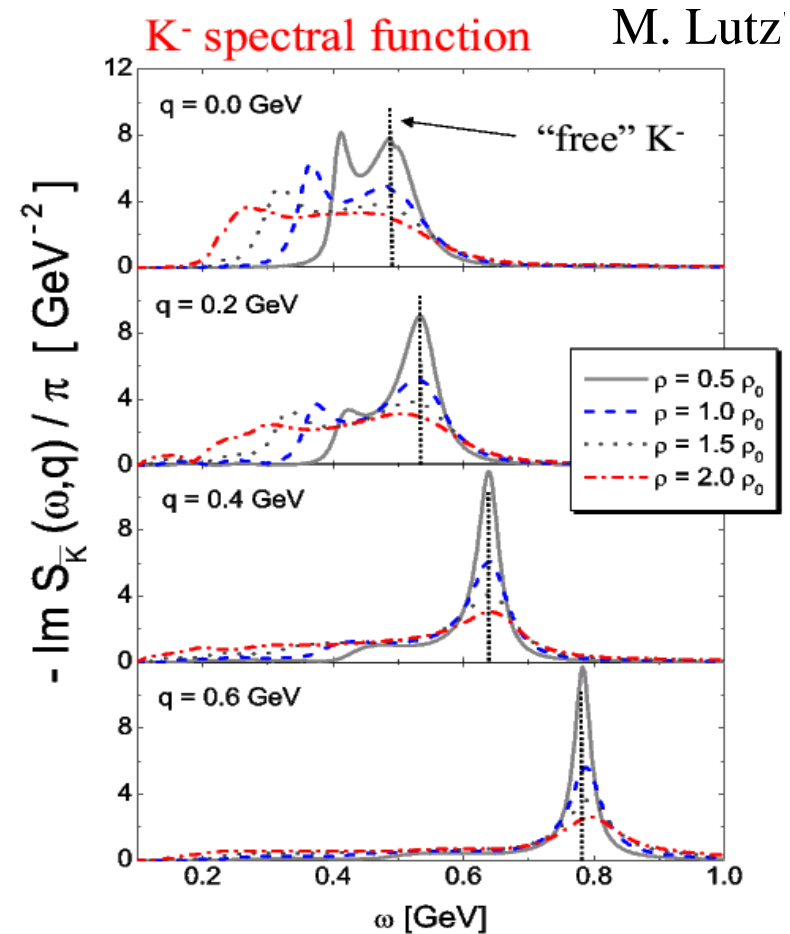 K- spectral function
M. Lutz'
- Im S_K̅ (ω,q) / π [ GeV^-2 ]
12
8
4
0
q = 0.0 GeV
“free” K-
8
4
0
q = 0.2 GeV
ρ = 0.5 ρ₀
ρ = 1.0 ρ₀
ρ = 1.5 ρ₀
ρ = 2.0 ρ₀
8
4
0
q = 0.4 GeV
8
4
0
q = 0.6 GeV
0.2 0.4 0.6 0.8 1.0
ω [GeV]